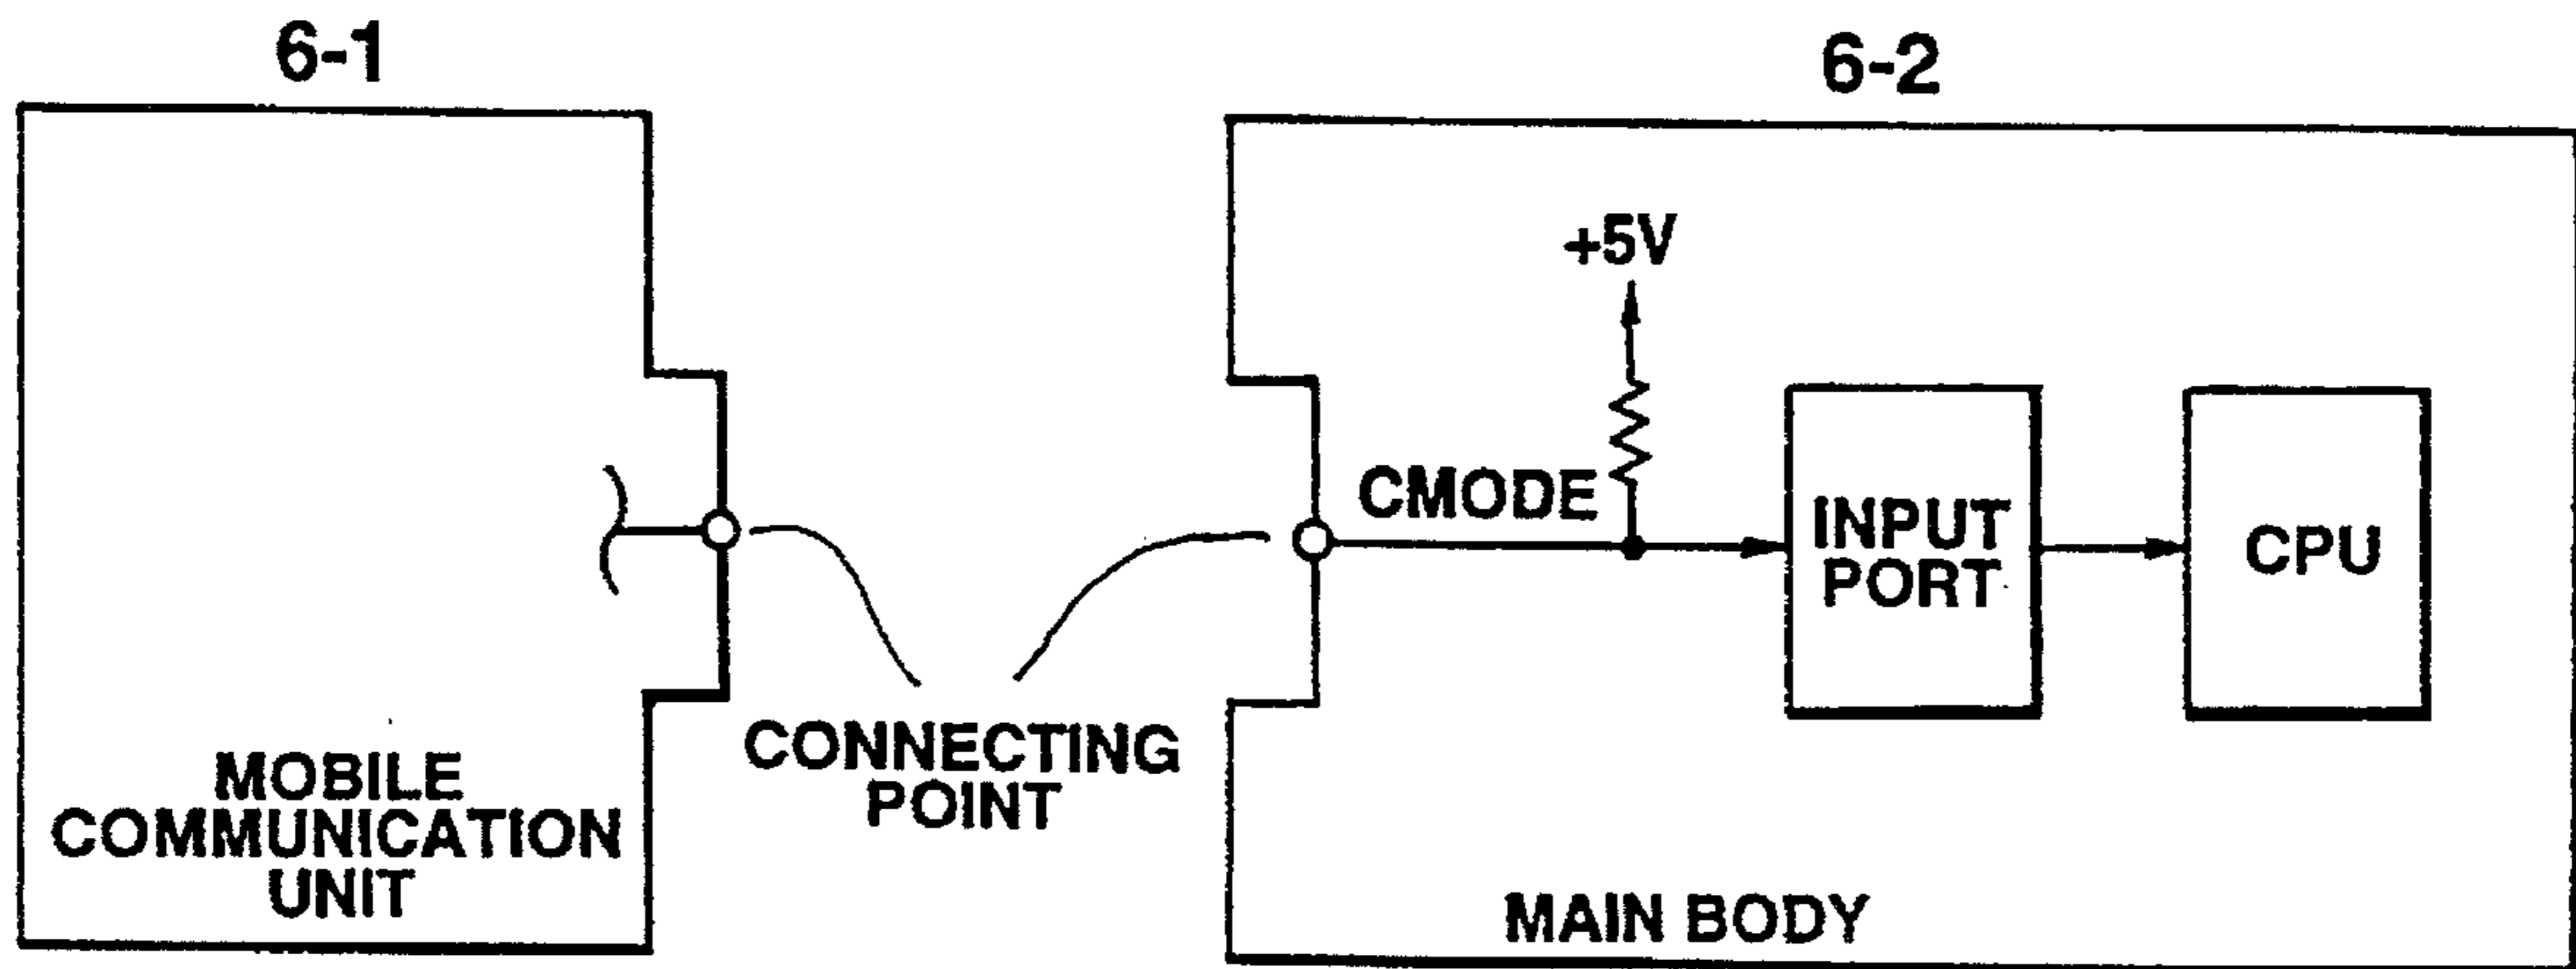 6-1
6-2
+5V
CMODE
INPUT
PORT
CPU
CONNECTING
POINT
MOBILE
COMMUNICATION
UNIT
MAIN BODY